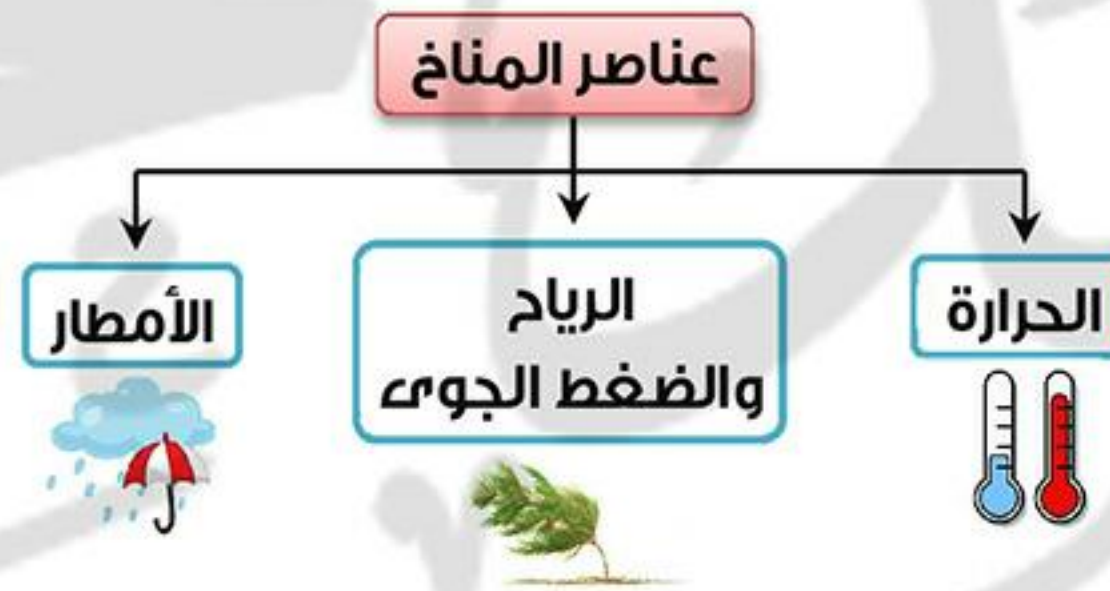 عناصر المناخ
الحرارة
الرياح
والضغط الجوى
الأمطار